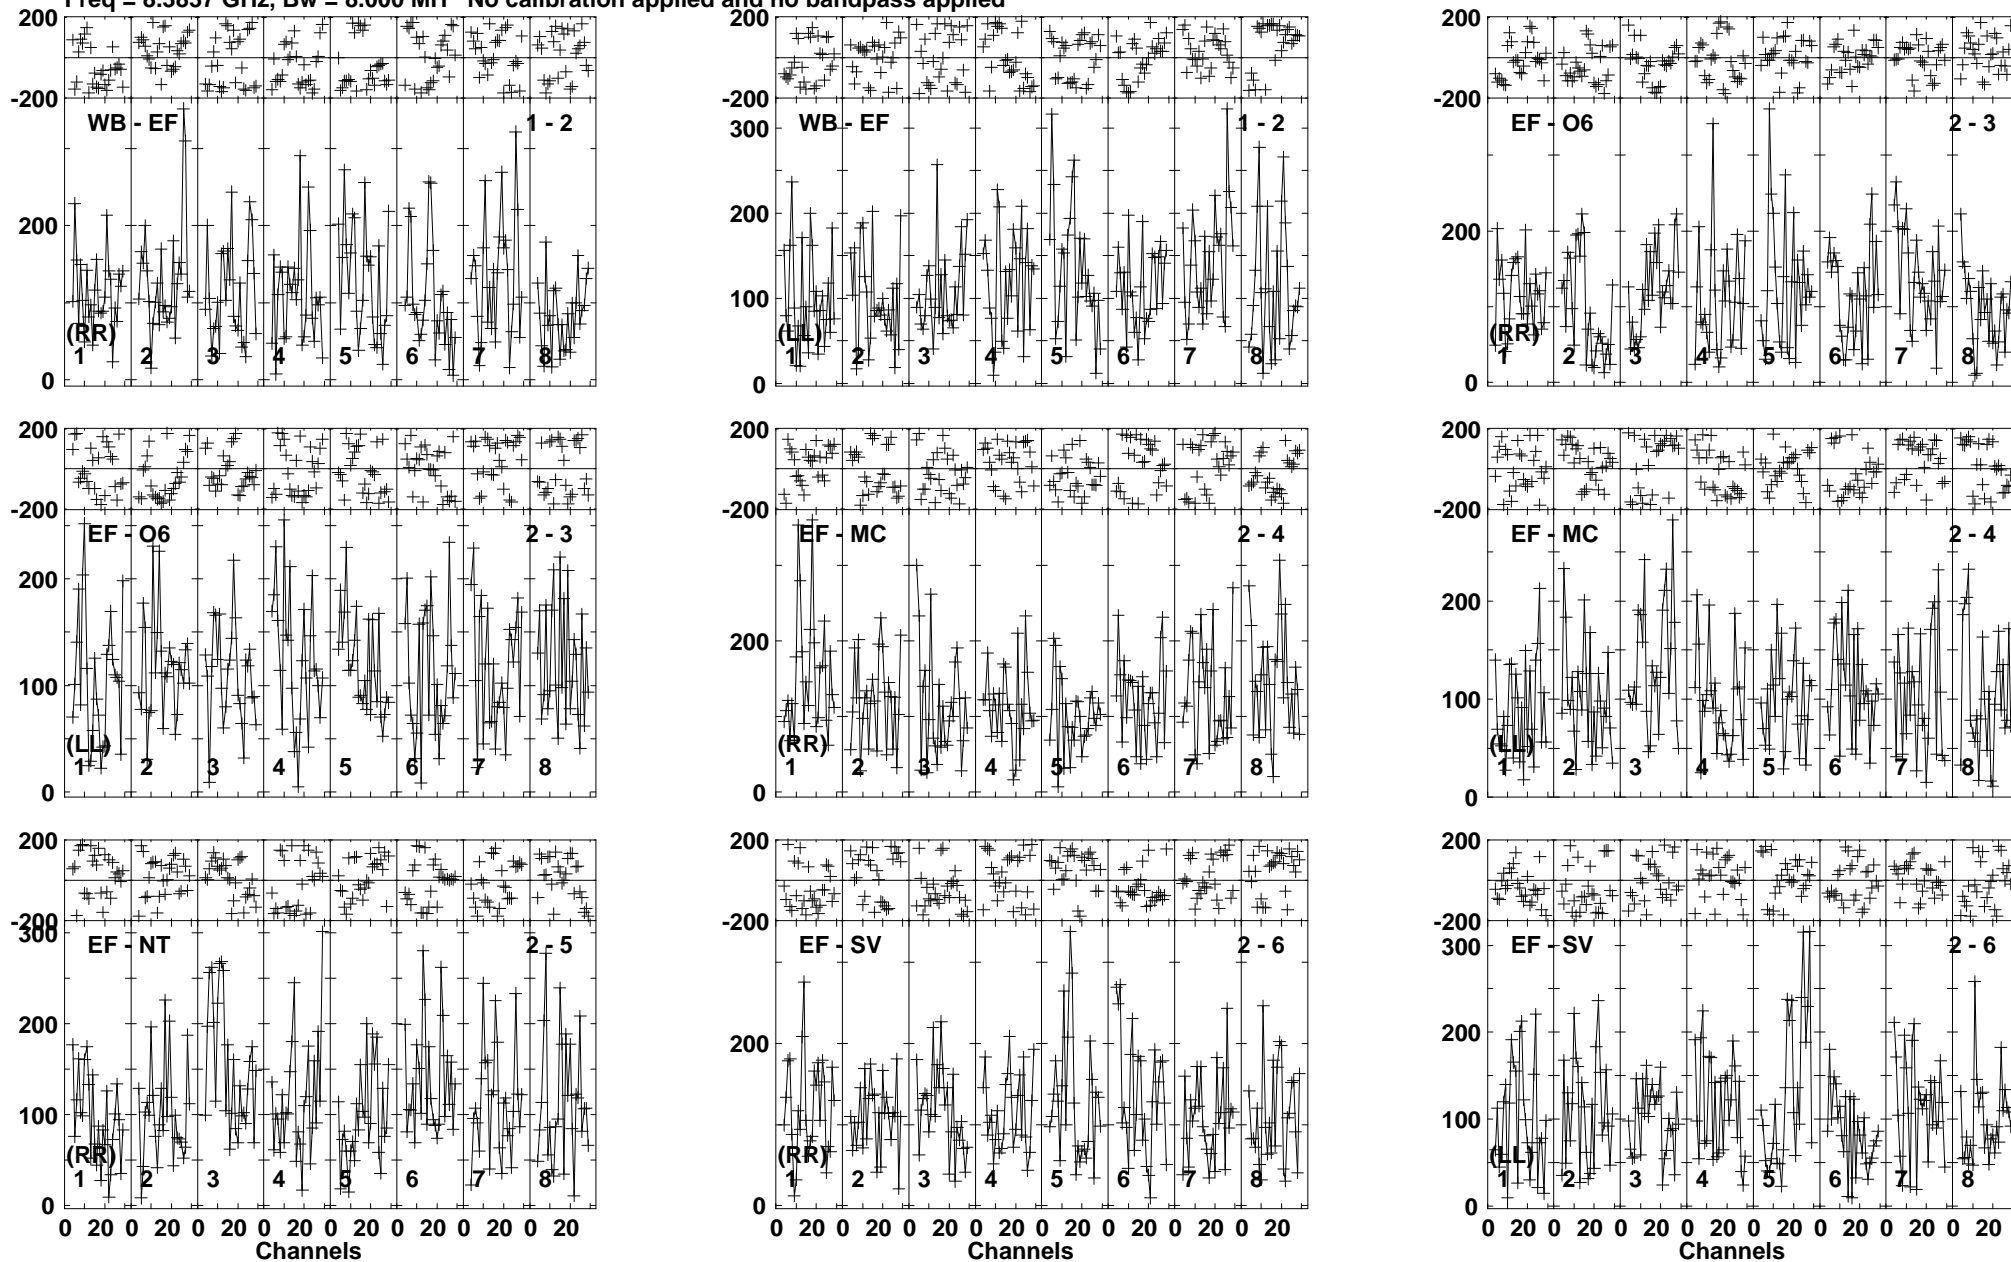 Freq = 8.3837 GHz, Bw = 8.000 MH No calibration applied and no bandpass applied
200 200 200
-200 -200 -200
WB - EF 1 - 2 WB - EF 1 - 2 EF - O6 2 - 3
300
200 200 200
100
(RR) (LL) (RR)
1 2 3 4 5 6 7 8 1 2 3 4 5 6 7 8 1 2 3 4 5 6 7 8
0 0 0
200 200 200
-200 -200 -200
EF - O6 2 - 3 EF - MC 2 - 4 EF - MC 2 - 4
200 200 200
100 100
(LL) (RR) (LL)
1 2 3 4 5 6 7 8 1 2 3 4 5 6 7 8 1 2 3 4 5 6 7 8
0 0 0
200 200 200
-200 -200 -200
300 EF - NT 2 - 5 EF - SV 2 - 6 300 EF - SV 2 - 6
200 200 200
100 100
(RR) (RR) (LL)
1 2 3 4 5 6 7 8 1 2 3 4 5 6 7 8 1 2 3 4 5 6 7 8
0 0 0
0 20 0 20 0 20 0 20 0 20 0 20 0 20 0 20 0 20 0 20 0 20 0 20 0 20 0 20 0 20 0 20 0 20 0 20 0 20 0 20 0 20 0 20 0 20 0 20
Channels Channels Channels